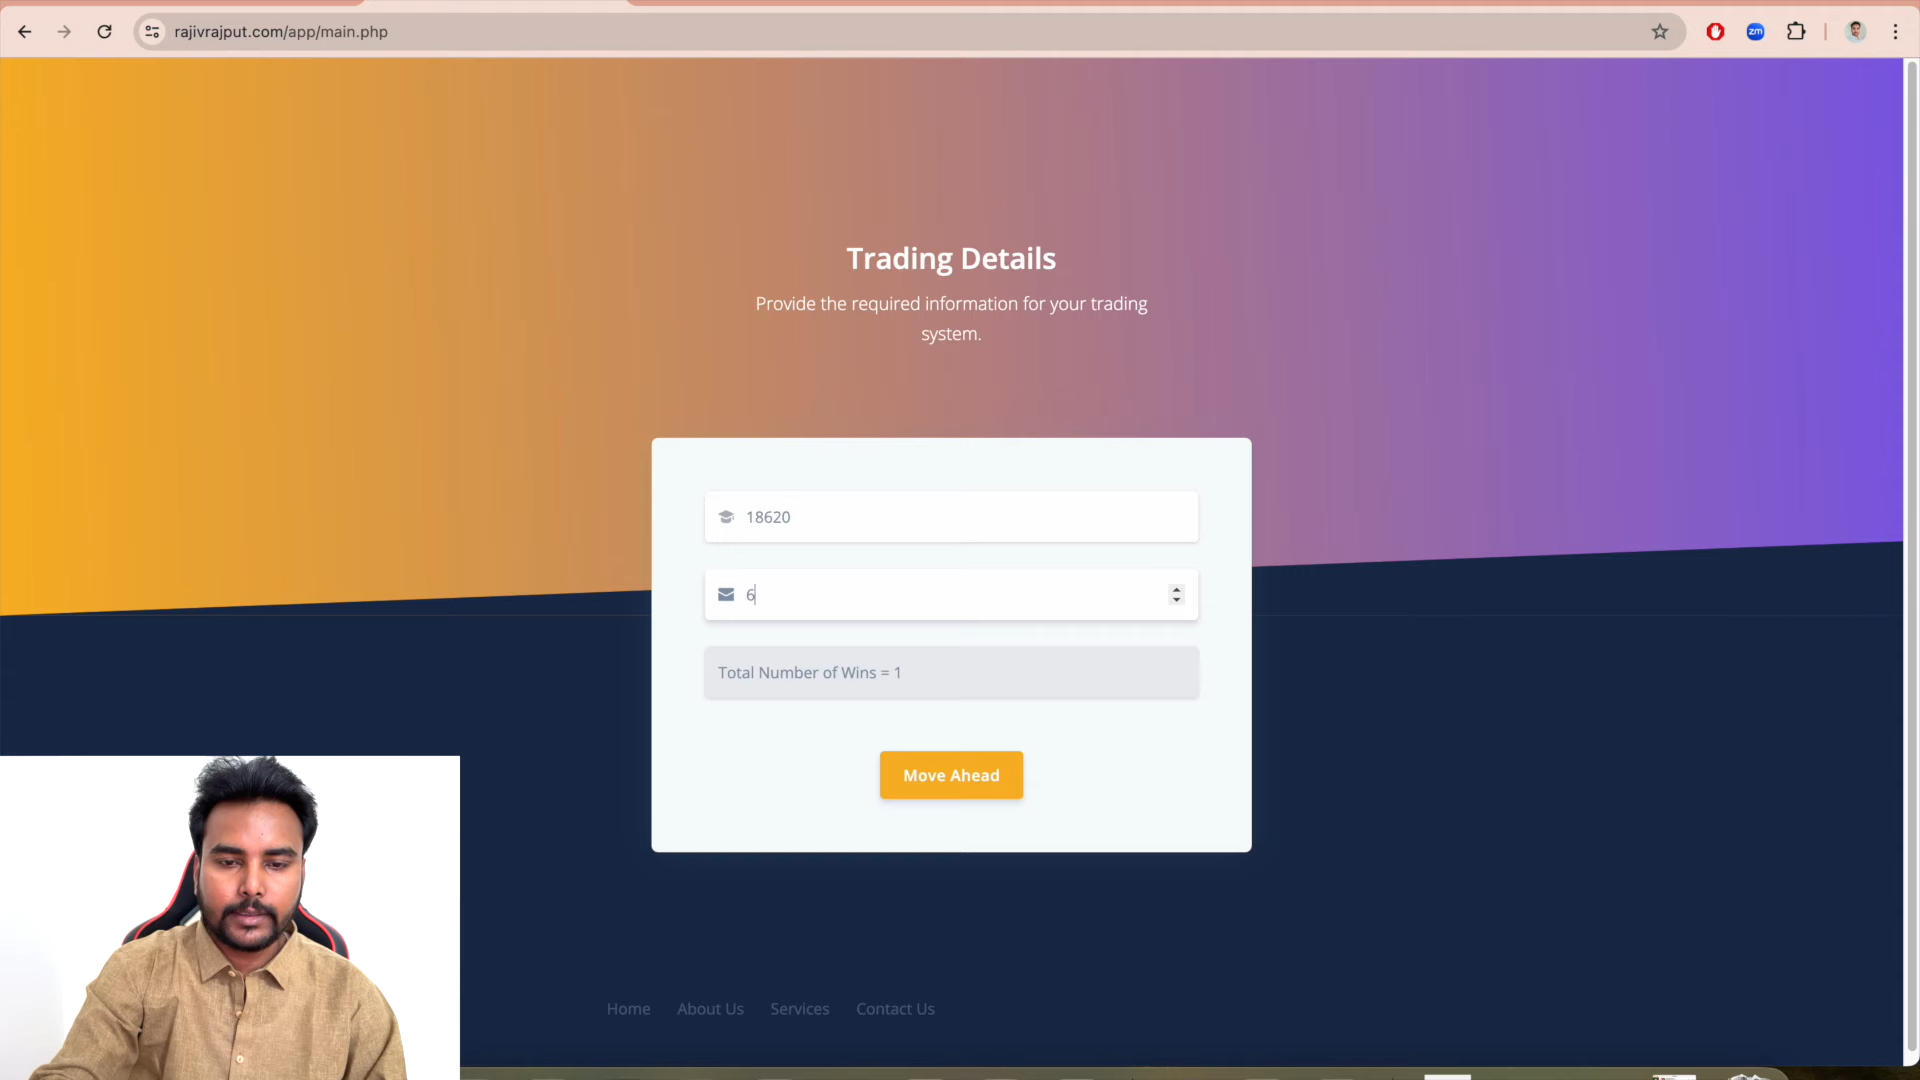 rajivrajput.com/app/main.php
zm
Trading Details
Provide the required information for your trading
system.
18620
6
Total Number of Wins = 1
Move Ahead
Home About Us Services Contact Us